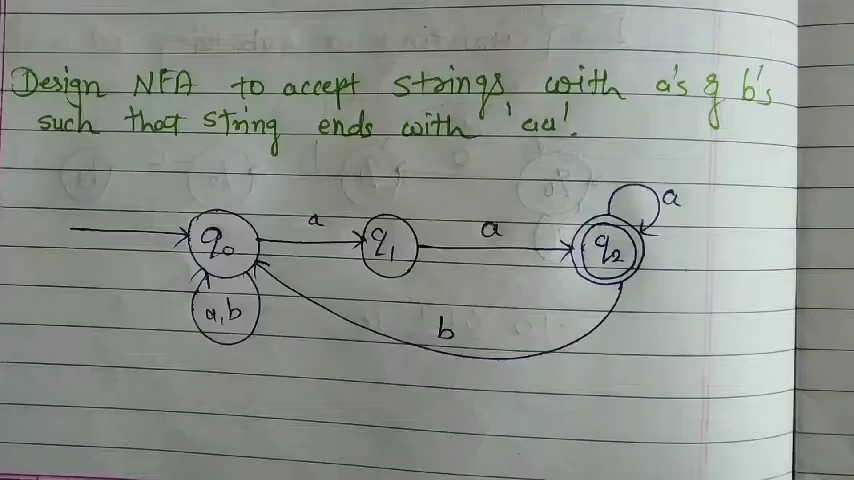 Design NFA to accept strings with a's & b's
such that string ends with 'aa'.
a
q₀ a q₁ a q₂
a,b
b